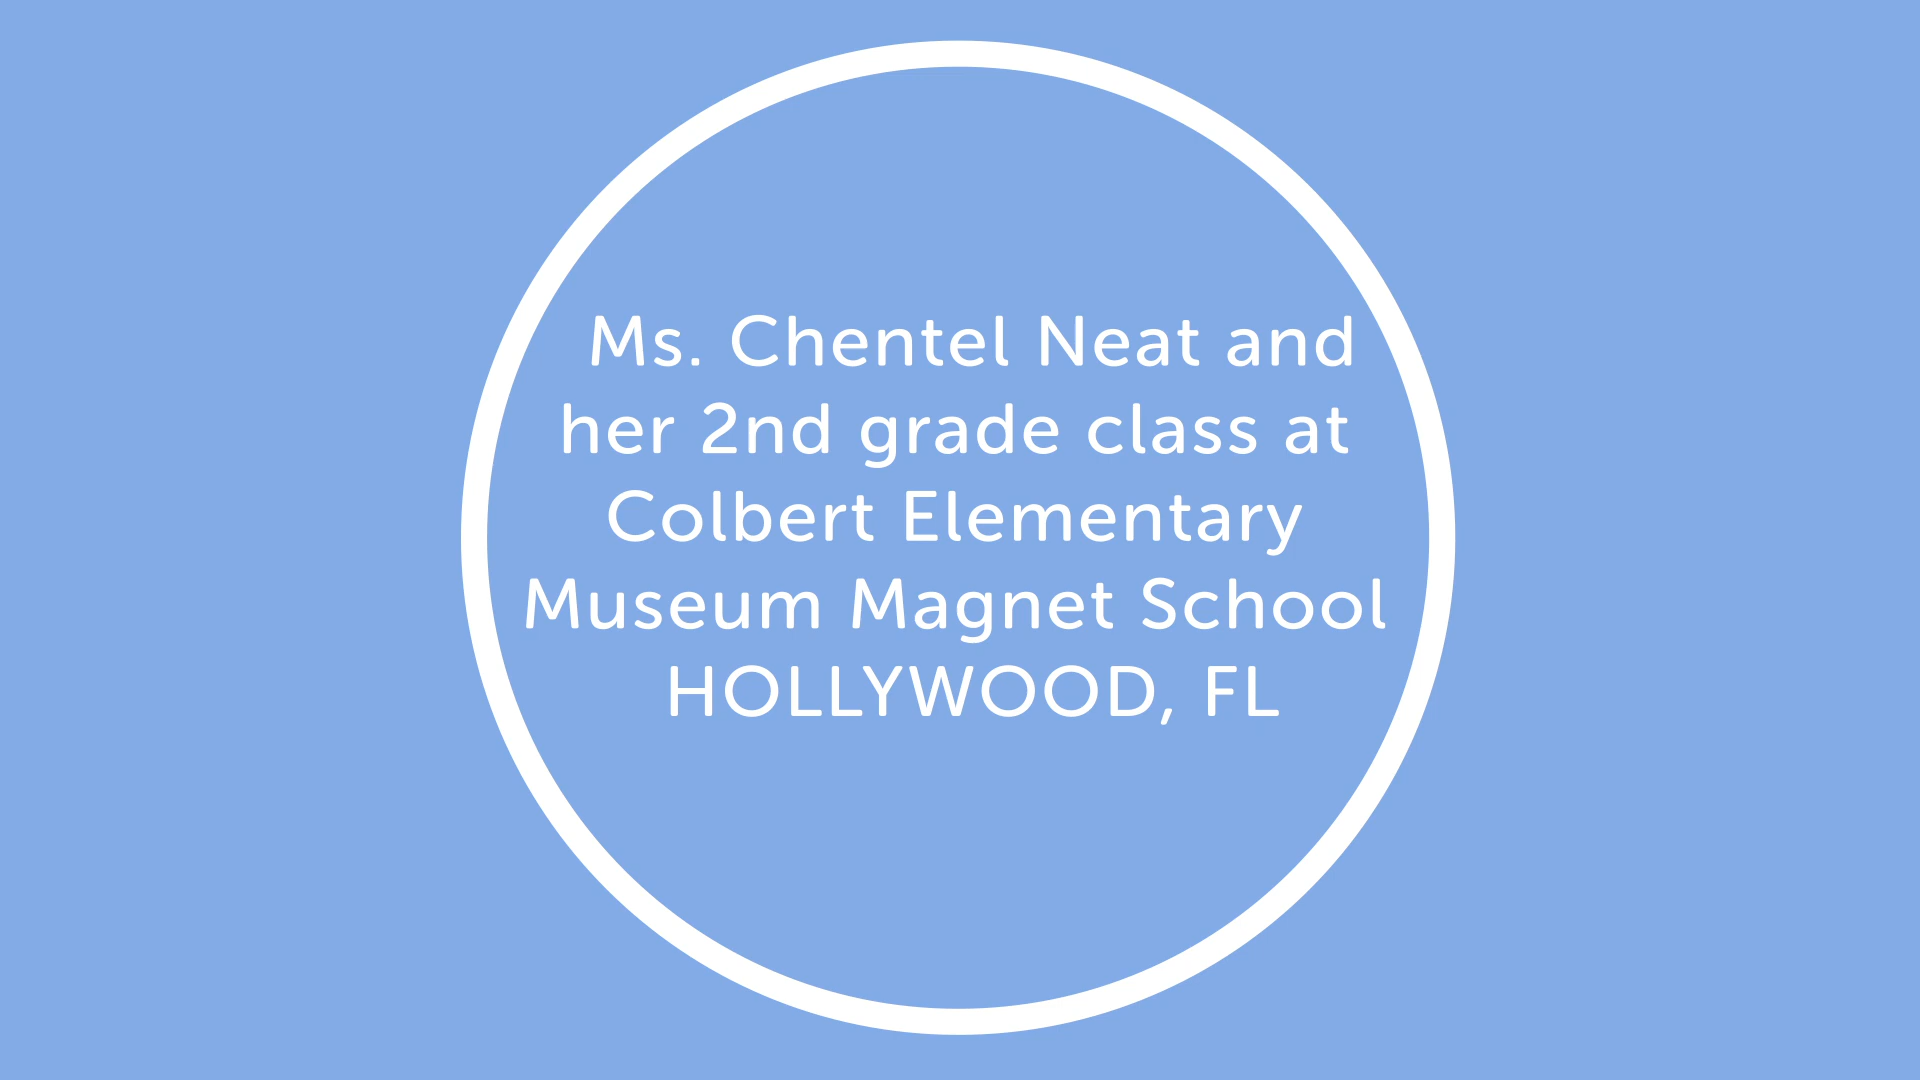 Ms. Chentel Neat and
her 2nd grade class at
Colbert Elementary
Museum Magnet School
HOLLYWOOD, FL